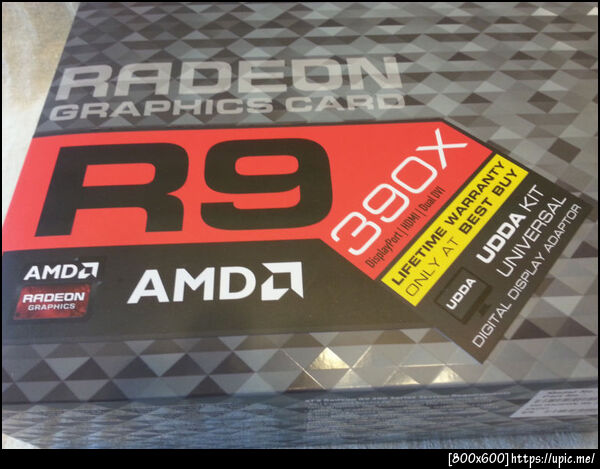 RADEON
GRAPHICS CARD
R9
390X
DisplayPort | HDMI | Dual DVI
LIFETIME WARRANTY
ONLY AT BEST BUY
UDDA
UDDA KIT
UNIVERSAL
DIGITAL DISPLAY ADAPTOR
AMD
RADEON
GRAPHICS
AMD
[800x600]https://upic.me/